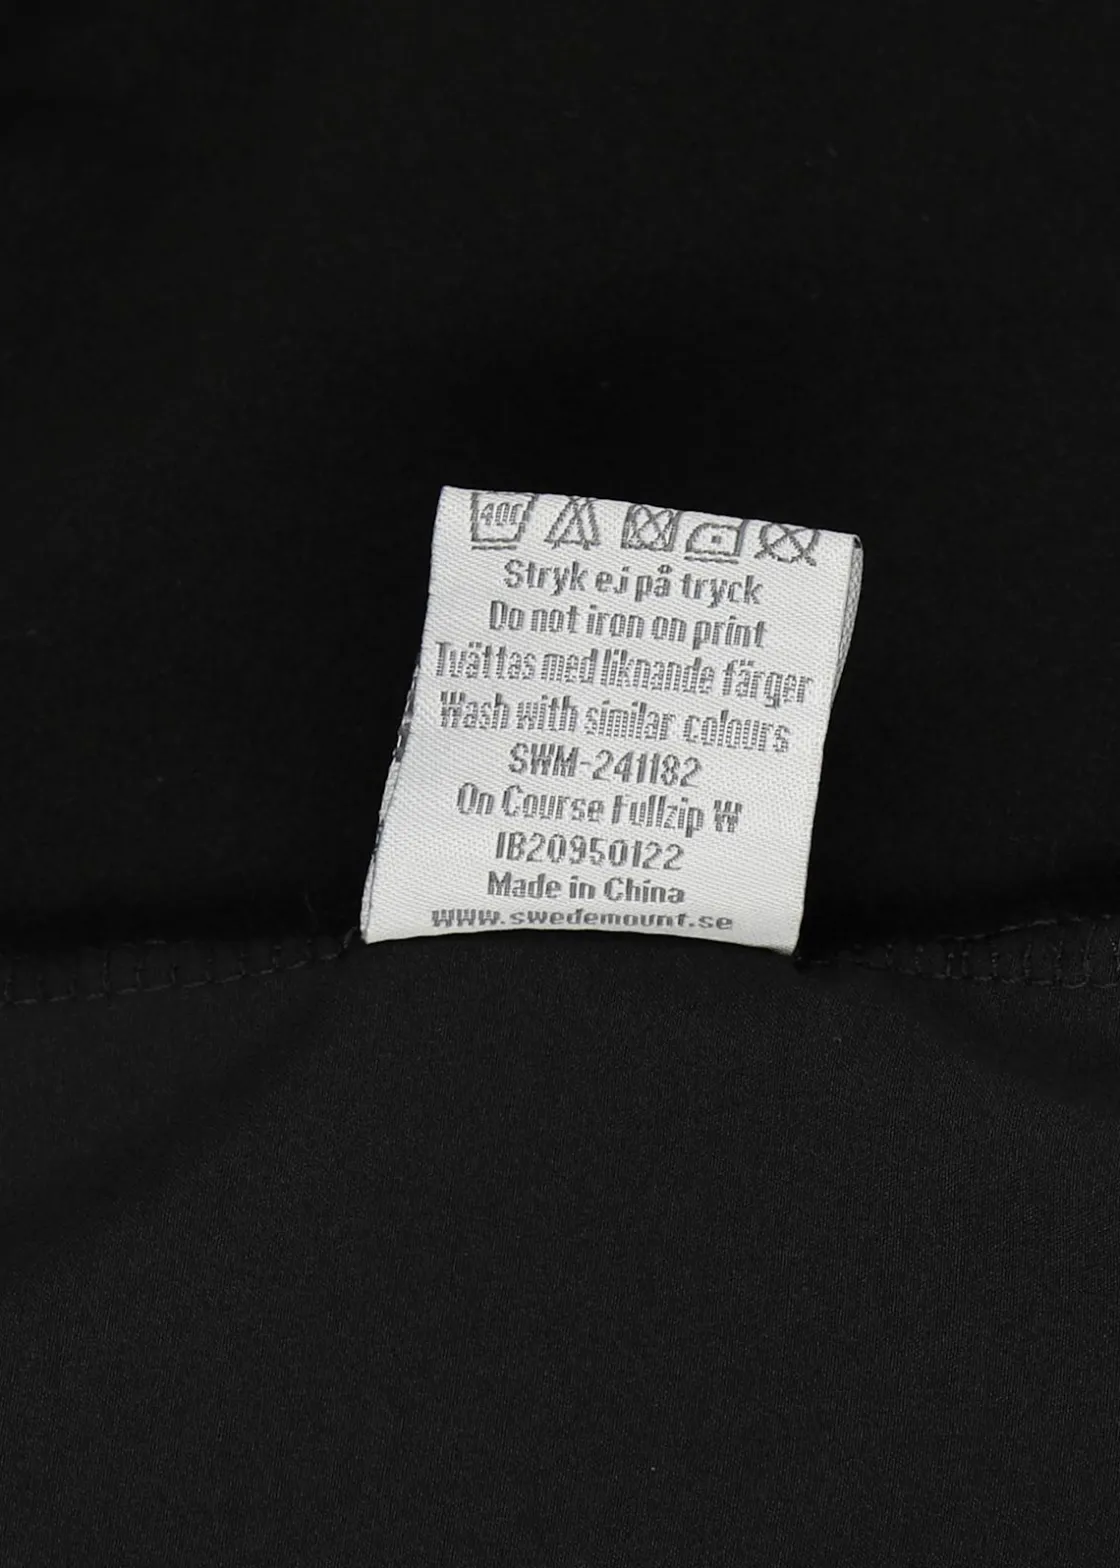 40C
Stryk ej på tryck
Do not iron on print
Tvättas med liknande färger
Wash with similar colours
SWM-241182
On Course Fullzip W
IB20950122
Made in China
www.swedemount.se